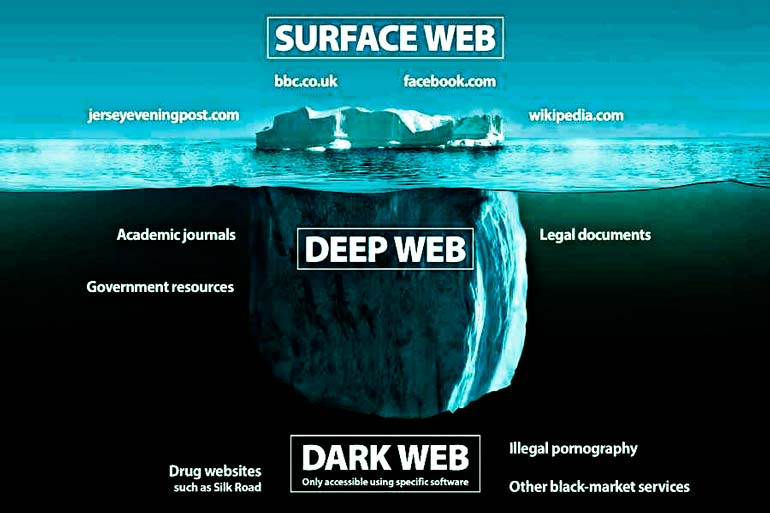 SURFACE WEB
bbc.co.uk
facebook.com
jerseyeveningpost.com
wikipedia.com
Academic journals
DEEP WEB
Legal documents
Government resources
DARK WEB
Only accessible using specific software
Drug websites
such as Silk Road
Illegal pornography
Other black-market services